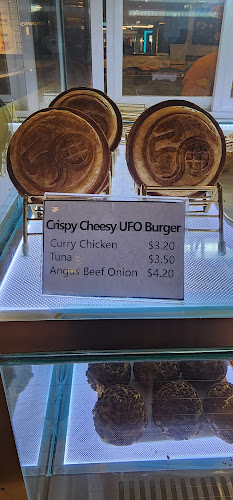 Crispy Cheesy UFO Burger
Curry Chicken $3.20
Tuna $3.50
Angus Beef Onion $4.20